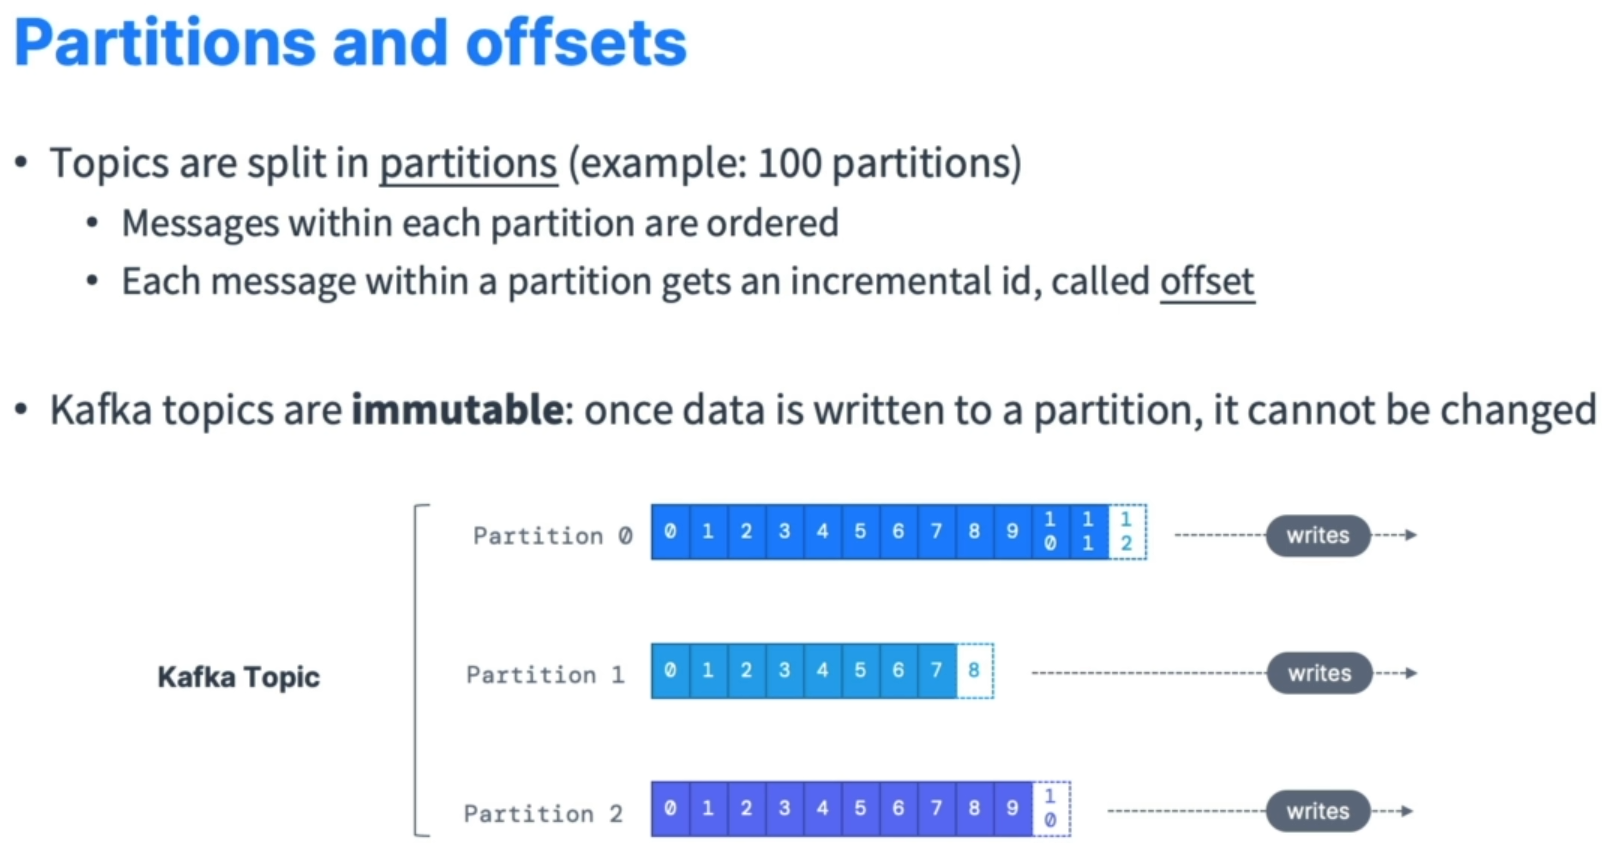 Partitions and offsets
• Topics are split in partitions (example: 100 partitions)
• Messages within each partition are ordered
• Each message within a partition gets an incremental id, called offset
• Kafka topics are immutable: once data is written to a partition, it cannot be changed
Partition 0 0 1 2 3 4 5 6 7 8 9 10 11 12 writes
Kafka Topic
Partition 1 0 1 2 3 4 5 6 7 8 writes
Partition 2 0 1 2 3 4 5 6 7 8 9 10 writes